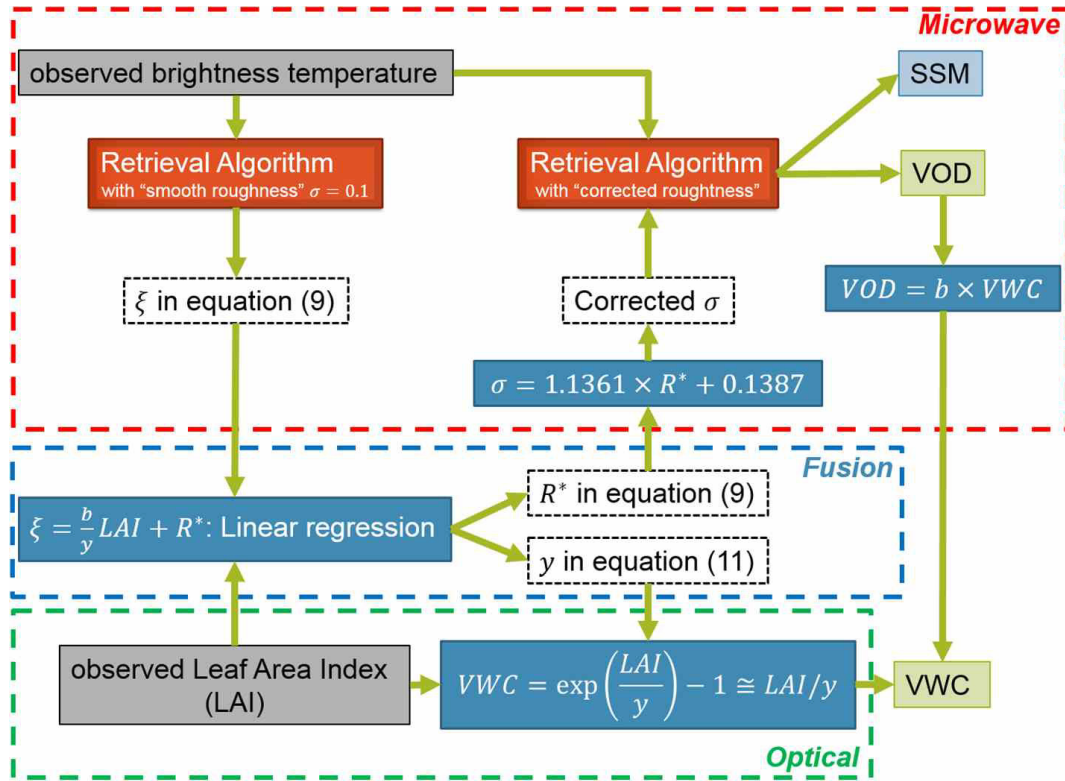 Microwave
observed brightness temperature
SSM
Retrieval Algorithm
with “smooth roughness” σ = 0.1
Retrieval Algorithm
with “corrected roughtness”
VOD
ξ in equation (9)
Corrected σ
VOD = b × VWC
σ = 1.1361 × R* + 0.1387
Fusion
R* in equation (9)
ξ = b/y LAI + R*: Linear regression
y in equation (11)
observed Leaf Area Index
(LAI)
VWC = exp(LAI/y) − 1 ≅ LAI/y
VWC
Optical